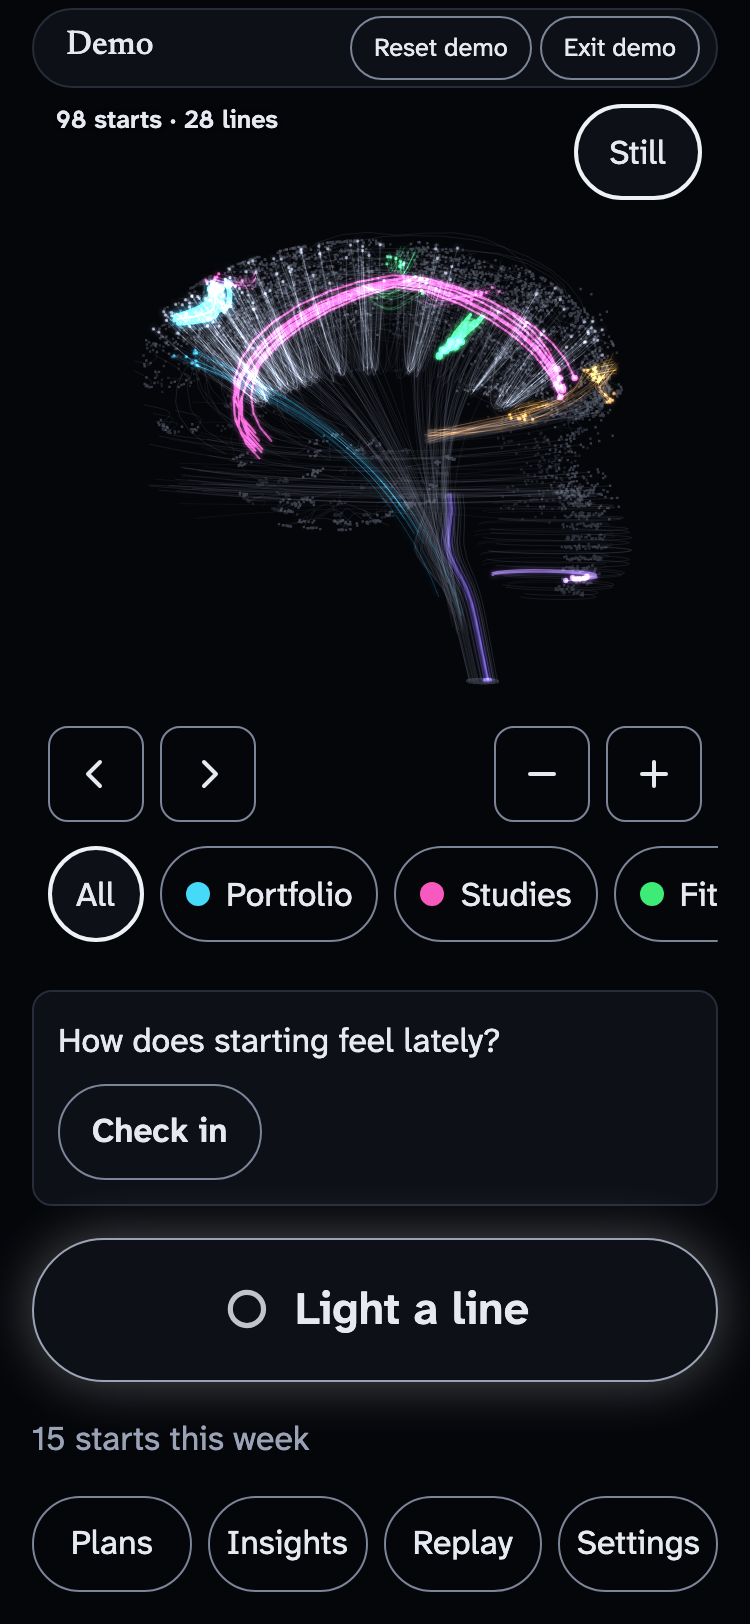 Demo
Reset demo
Exit demo
98 starts · 28 lines
Still
All
Portfolio
Studies
Fit
How does starting feel lately?
Check in
Light a line
15 starts this week
Plans
Insights
Replay
Settings